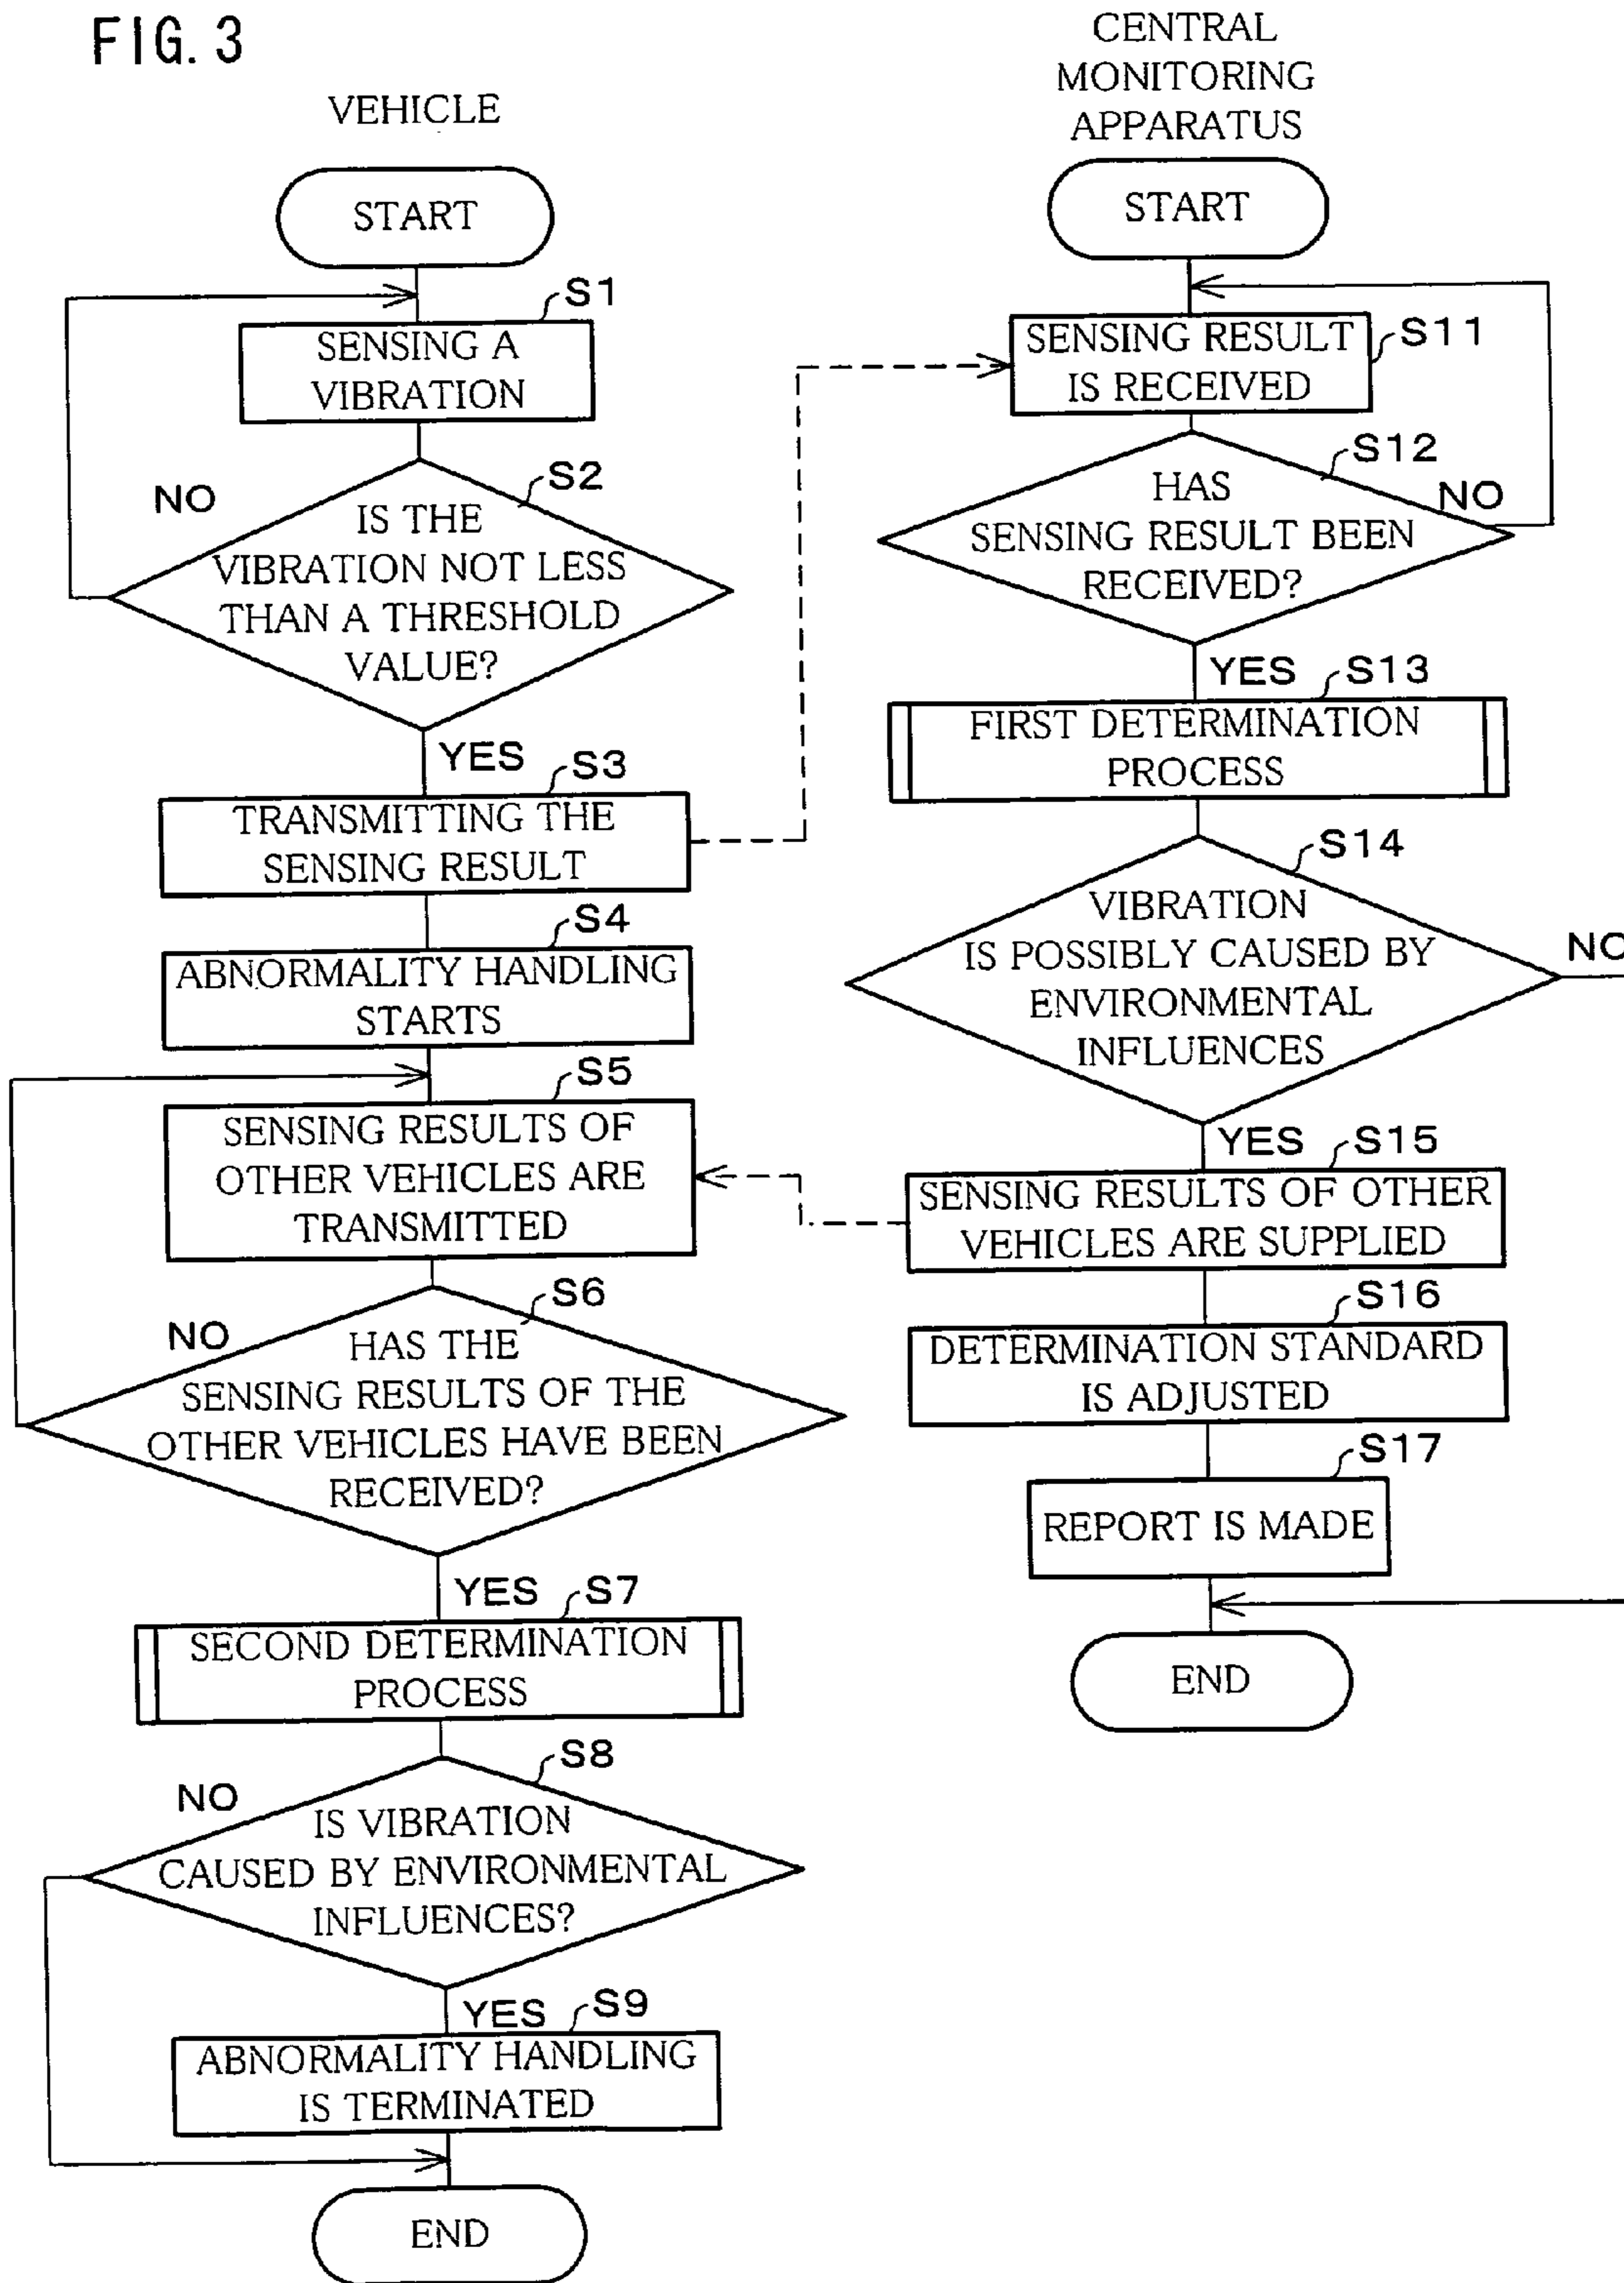 FIG. 3
VEHICLE
START
S1
SENSING A
VIBRATION
S2
NO
IS THE
VIBRATION NOT LESS
THAN A THRESHOLD
VALUE?
YES
S3
TRANSMITTING THE
SENSING RESULT
S4
ABNORMALITY HANDLING
STARTS
S5
SENSING RESULTS OF
OTHER VEHICLES ARE
TRANSMITTED
S6
NO
HAS THE
SENSING RESULTS OF THE
OTHER VEHICLES HAVE BEEN
RECEIVED?
YES
S7
SECOND DETERMINATION
PROCESS
S8
NO
IS VIBRATION
CAUSED BY ENVIRONMENTAL
INFLUENCES?
YES
S9
ABNORMALITY HANDLING
IS TERMINATED
END
CENTRAL
MONITORING
APPARATUS
START
SENSING RESULT
IS RECEIVED
S11
S12
HAS
SENSING RESULT BEEN
RECEIVED?
NO
YES
S13
FIRST DETERMINATION
PROCESS
S14
VIBRATION
IS POSSIBLY CAUSED BY
ENVIRONMENTAL
INFLUENCES
NO
YES
S15
SENSING RESULTS OF OTHER
VEHICLES ARE SUPPLIED
S16
DETERMINATION STANDARD
IS ADJUSTED
S17
REPORT IS MADE
END